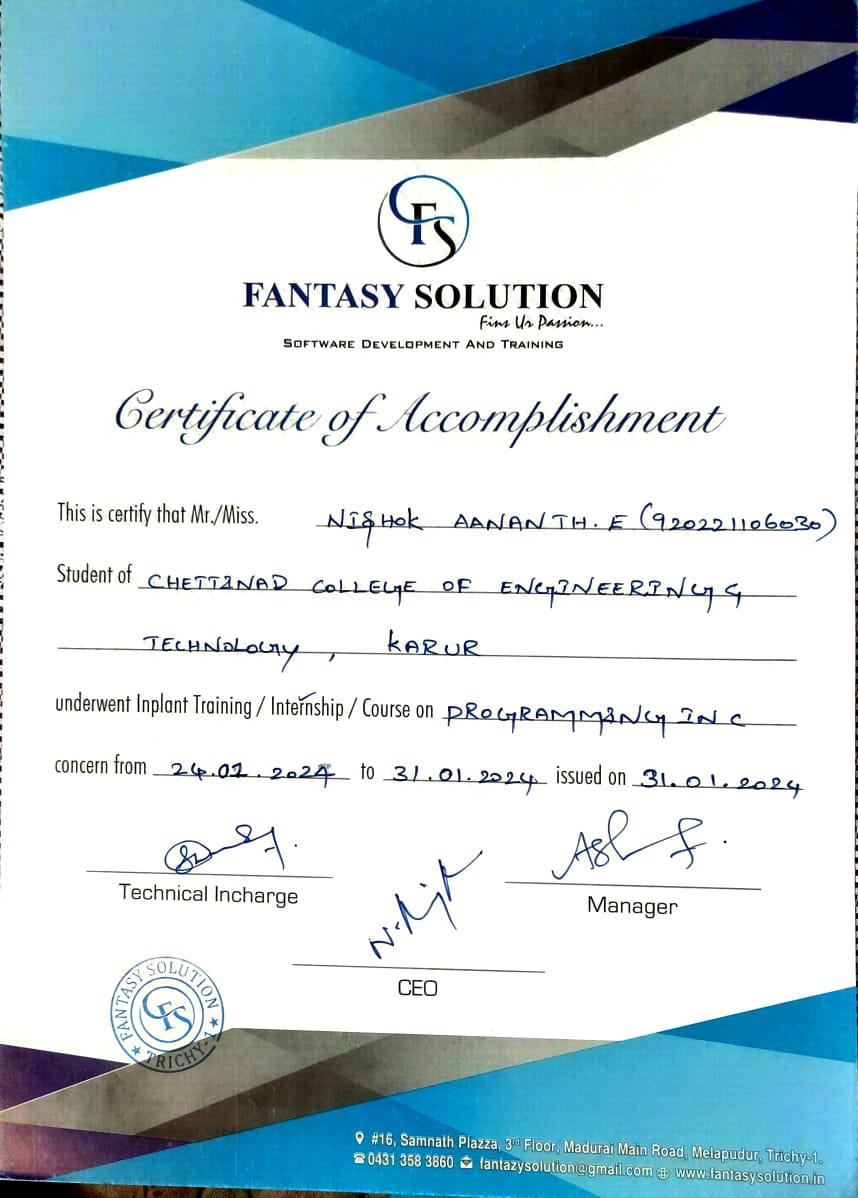 CFS
FANTASY SOLUTION
Fins Ur Passion...
SOFTWARE DEVELOPMENT AND TRAINING
Certificate of Accomplishment
This is certify that Mr./Miss. NISHOK AANANTH. E (920221106030)
Student of CHETTINAD COLLEGE OF ENGINEERING &
TECHNOLOGY, KARUR
underwent Inplant Training / Internship / Course on PROGRAMMING IN C
concern from 24.01.2024 to 31.01.2024 issued on 31.01.2024
Technical Incharge
Manager
CEO
FANTASY SOLUTION
CFS
TRICHY-1
#16, Samnath Plazza, 3rd Floor, Madurai Main Road, Melapudur, Trichy-1.
0431 358 3860 fantazysolution@gmail.com www.fantasysolution.in